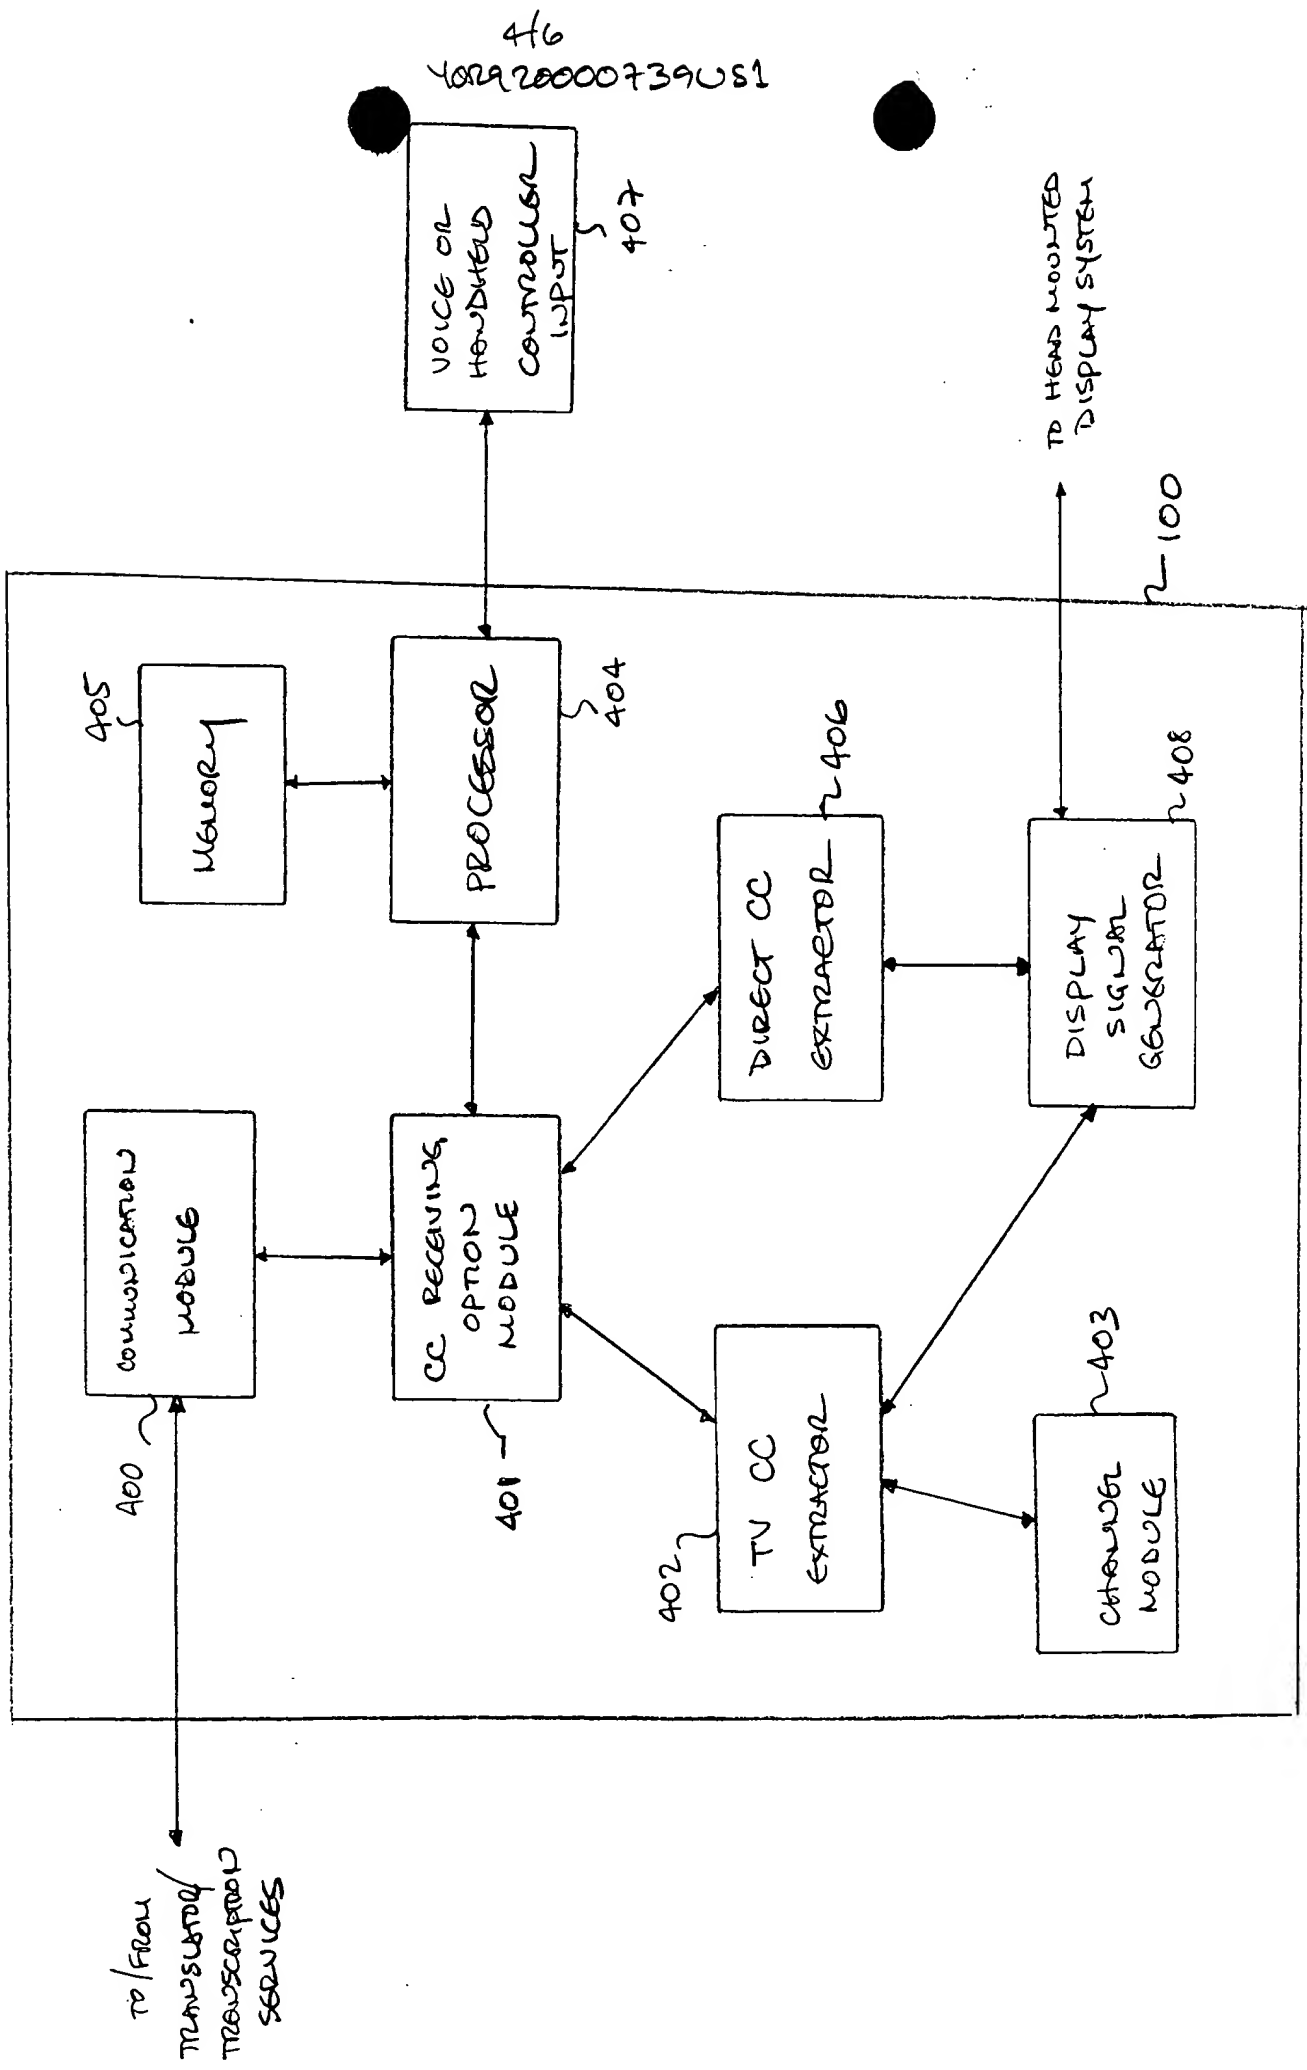 4/6
YOR920000739US1
TO/FROM
TRANSLATOR/
TRANSCRIPTION
SERVICES
400
COMMUNICATION
MODULE
405
MEMORY
401
CC RECEIVING
OPTION
MODULE
PROCESSOR
404
VOICE OR
HANDHELD
CONTROLLER
INPUT
407
402
TV CC
EXTRACTOR
DIRECT CC
EXTRACTOR
406
CHANNEL
MODULE
403
DISPLAY
SIGNAL
GENERATOR
408
TO HEAD MOUNTED
DISPLAY SYSTEM
100